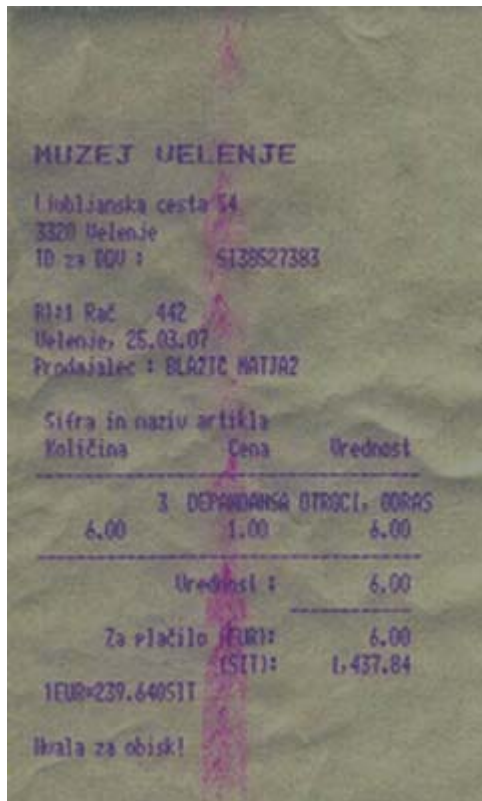 MUZEJ VELENJE
Ljubljanska cesta 54
3320 Velenje
ID za DDV : SI38527383
Bl:1 Rač 442
Velenje, 25.03.07
Prodajalec : BLAZIC MATJAZ
Sifra in naziv artikla
Količina Cena Vrednost
3 DEPANDANSA OTROCI, ODRAS
6.00 1.00 6.00
Vrednost : 6.00
Za plačilo (EUR): 6.00
(SIT): 1,437.84
1EUR=239.640SIT
Hvala za obisk!